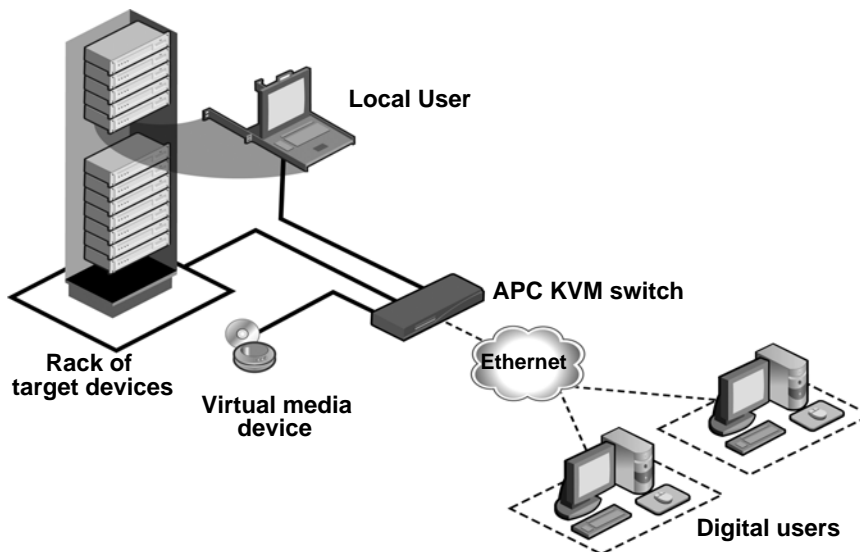 Local User
APC KVM switch
Ethernet
Rack of
target devices
Virtual media
device
Digital users